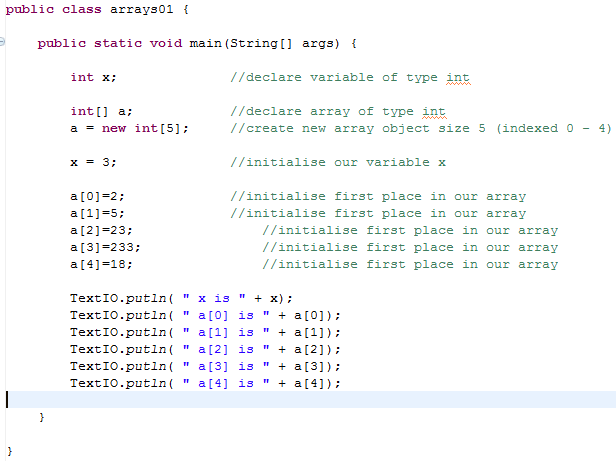 public class arrays01 {
public static void main(String[] args) {
int x; //declare variable of type int
int[] a; //declare array of type int
a = new int[5]; //create new array object size 5 (indexed 0 - 4)
x = 3; //initialise our variable x
a[0]=2; //initialise first place in our array
a[1]=5; //initialise first place in our array
a[2]=23; //initialise first place in our array
a[3]=233; //initialise first place in our array
a[4]=18; //initialise first place in our array
TextIO.putln( " x is " + x);
TextIO.putln( " a[0] is " + a[0]);
TextIO.putln( " a[1] is " + a[1]);
TextIO.putln( " a[2] is " + a[2]);
TextIO.putln( " a[3] is " + a[3]);
TextIO.putln( " a[4] is " + a[4]);
}
}